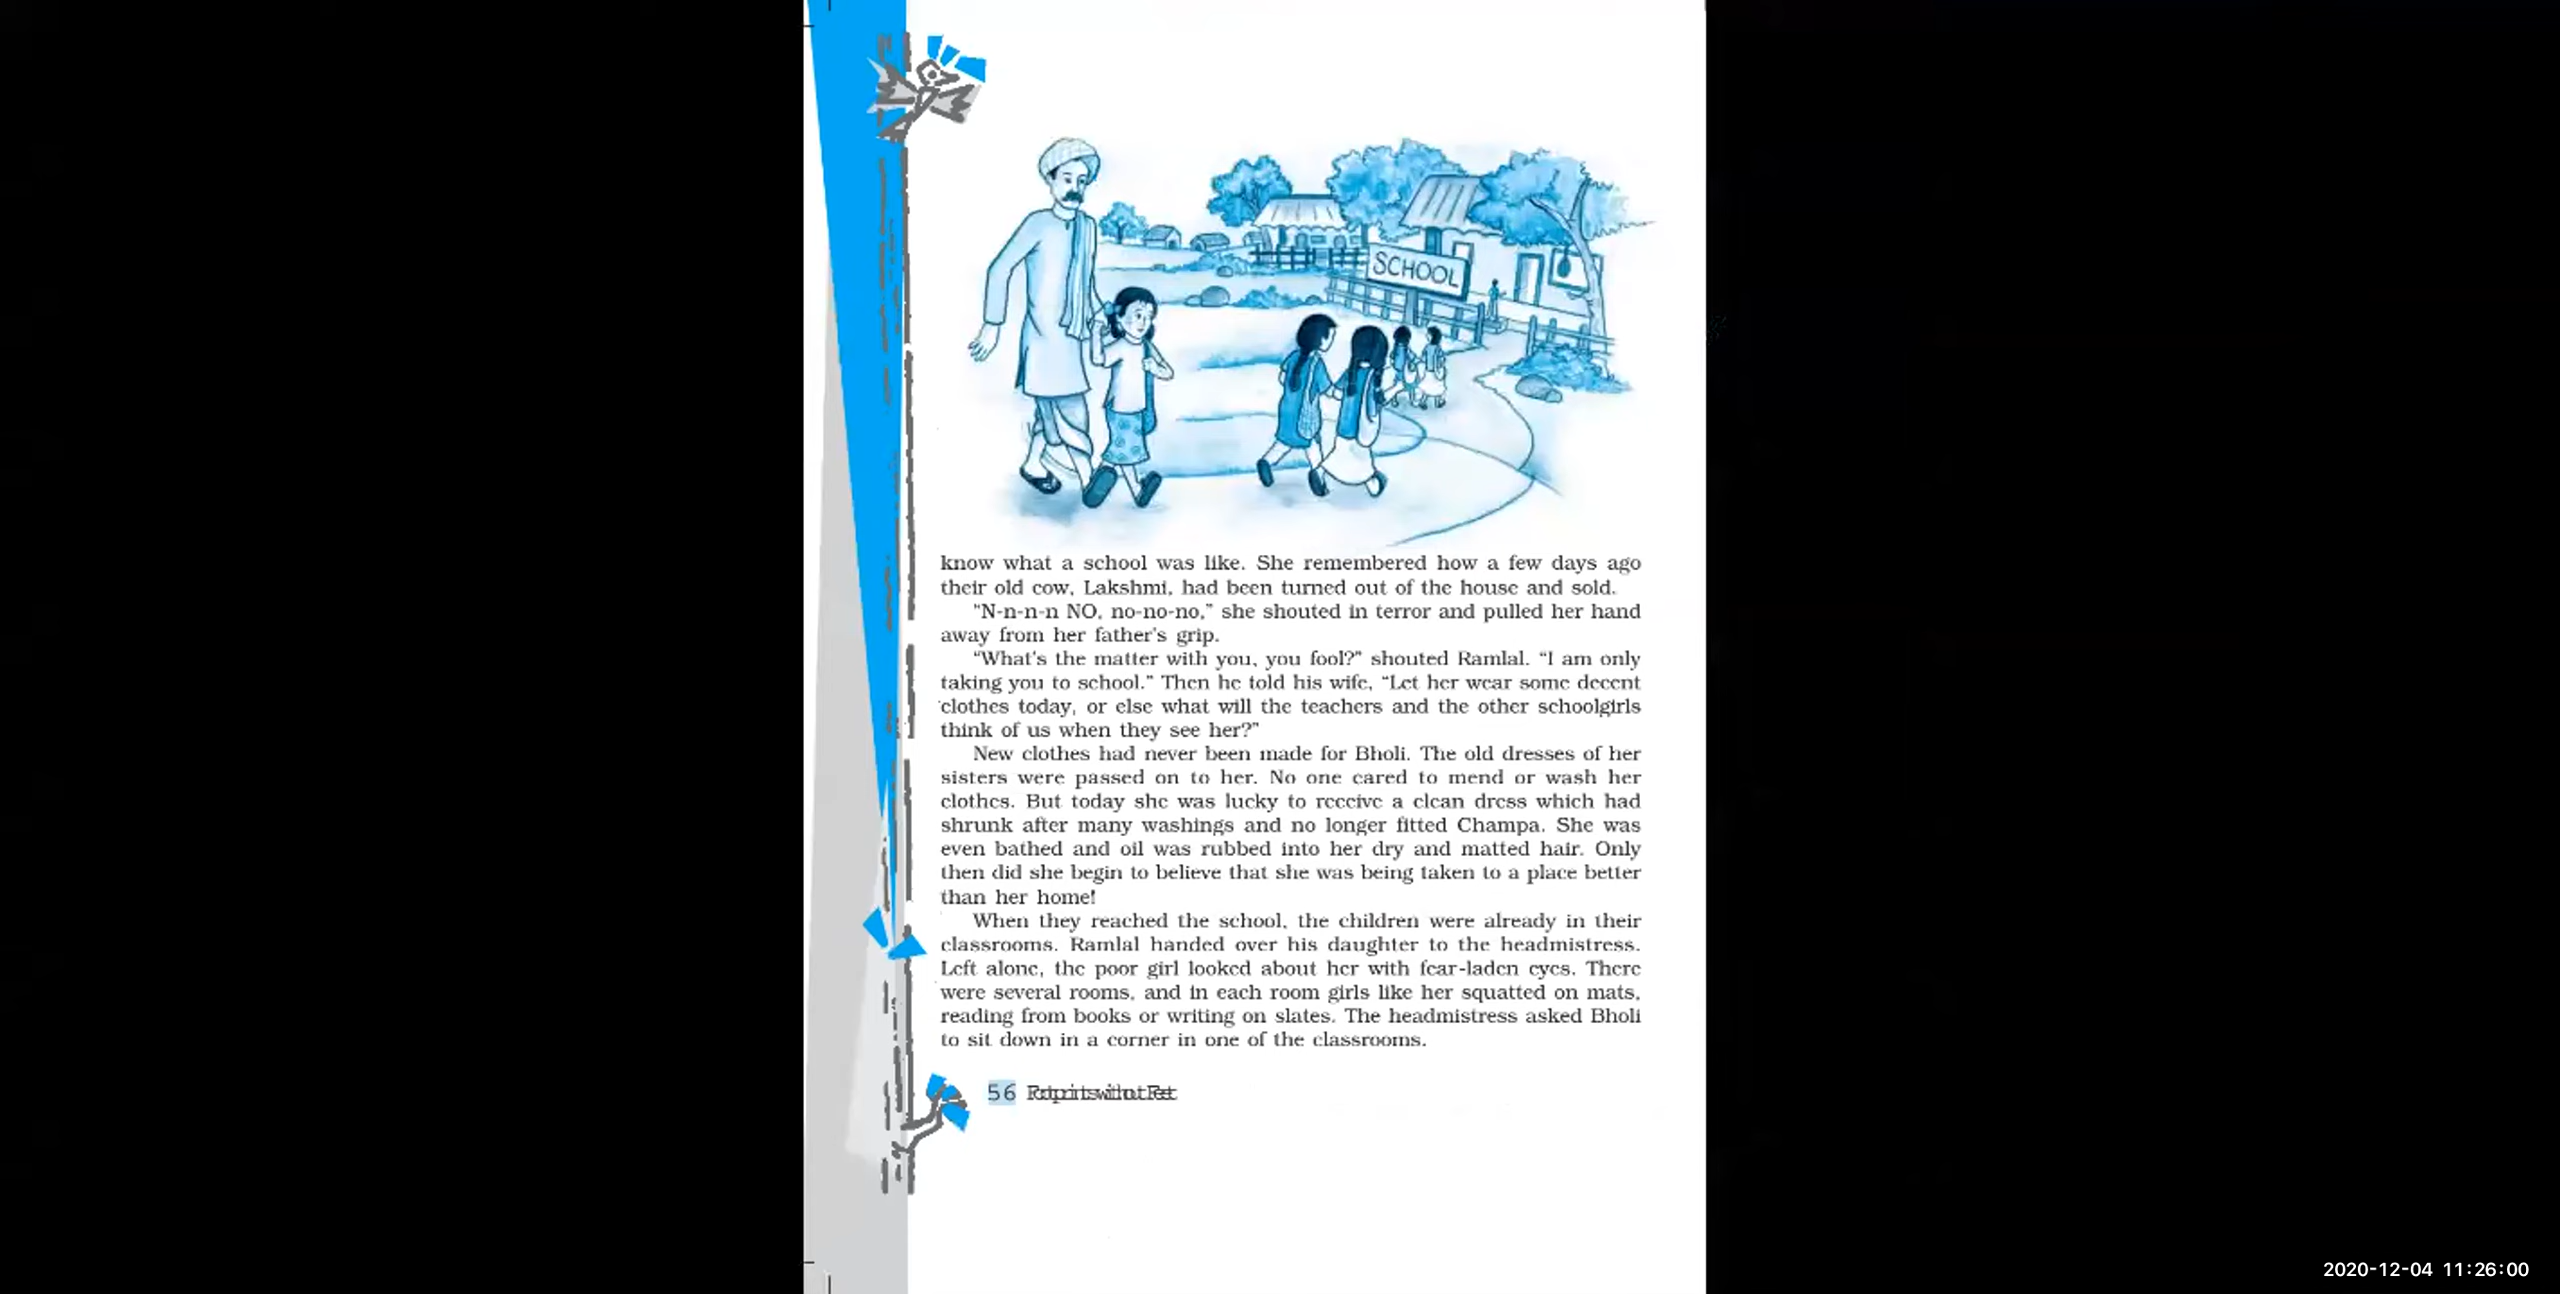 SCHOOL
know what a school was like. She remembered how a few days ago
their old cow, Lakshmi, had been turned out of the house and sold.
"N-n-n-n NO, no-no-no," she shouted in terror and pulled her hand
away from her father's grip.
"What's the matter with you, you fool?" shouted Ramlal. "I am only
taking you to school." Then he told his wife, "Let her wear some decent
clothes today, or else what will the teachers and the other schoolgirls
think of us when they see her?"
New clothes had never been made for Bholi. The old dresses of her
sisters were passed on to her. No one cared to mend or wash her
clothes. But today she was lucky to receive a clean dress which had
shrunk after many washings and no longer fitted Champa. She was
even bathed and oil was rubbed into her dry and matted hair. Only
then did she begin to believe that she was being taken to a place better
than her home!
When they reached the school, the children were already in their
classrooms. Ramlal handed over his daughter to the headmistress.
Left alone, the poor girl looked about her with fear-laden eyes. There
were several rooms, and in each room girls like her squatted on mats,
reading from books or writing on slates. The headmistress asked Bholi
to sit down in a corner in one of the classrooms.
56 Footprints without Feet
2020-12-04 11:26:00